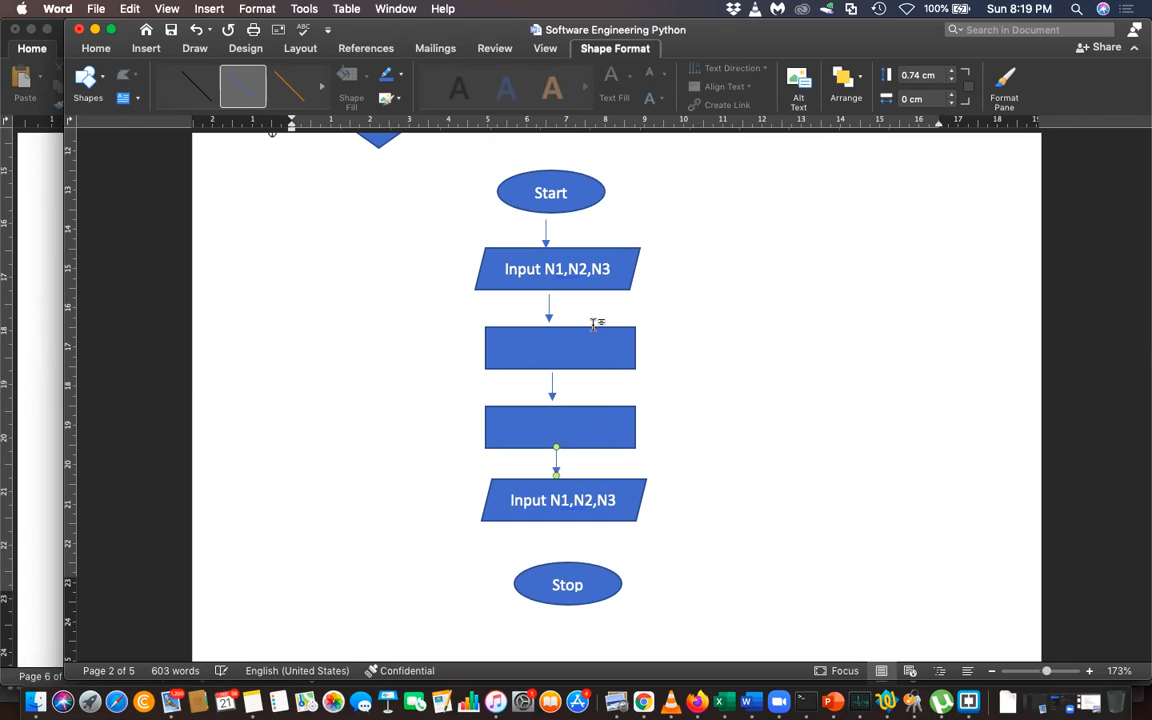 Word File Edit View Insert Format Tools Table Window Help 100% Sun 8:19 PM
Home
Software Engineering Python
Search in Document
Home Insert Draw Design Layout References Mailings Review View Shape Format
Share
Paste
Shapes
Shape Fill
A A A
Text Fill
Text Direction
Align Text
Create Link
Alt Text
Arrange
0.74 cm
0 cm
Format Pane
Start
Input N1,N2,N3
Input N1,N2,N3
Stop
Page 6 of
Page 2 of 5
603 words
English (United States)
Confidential
Focus
173%